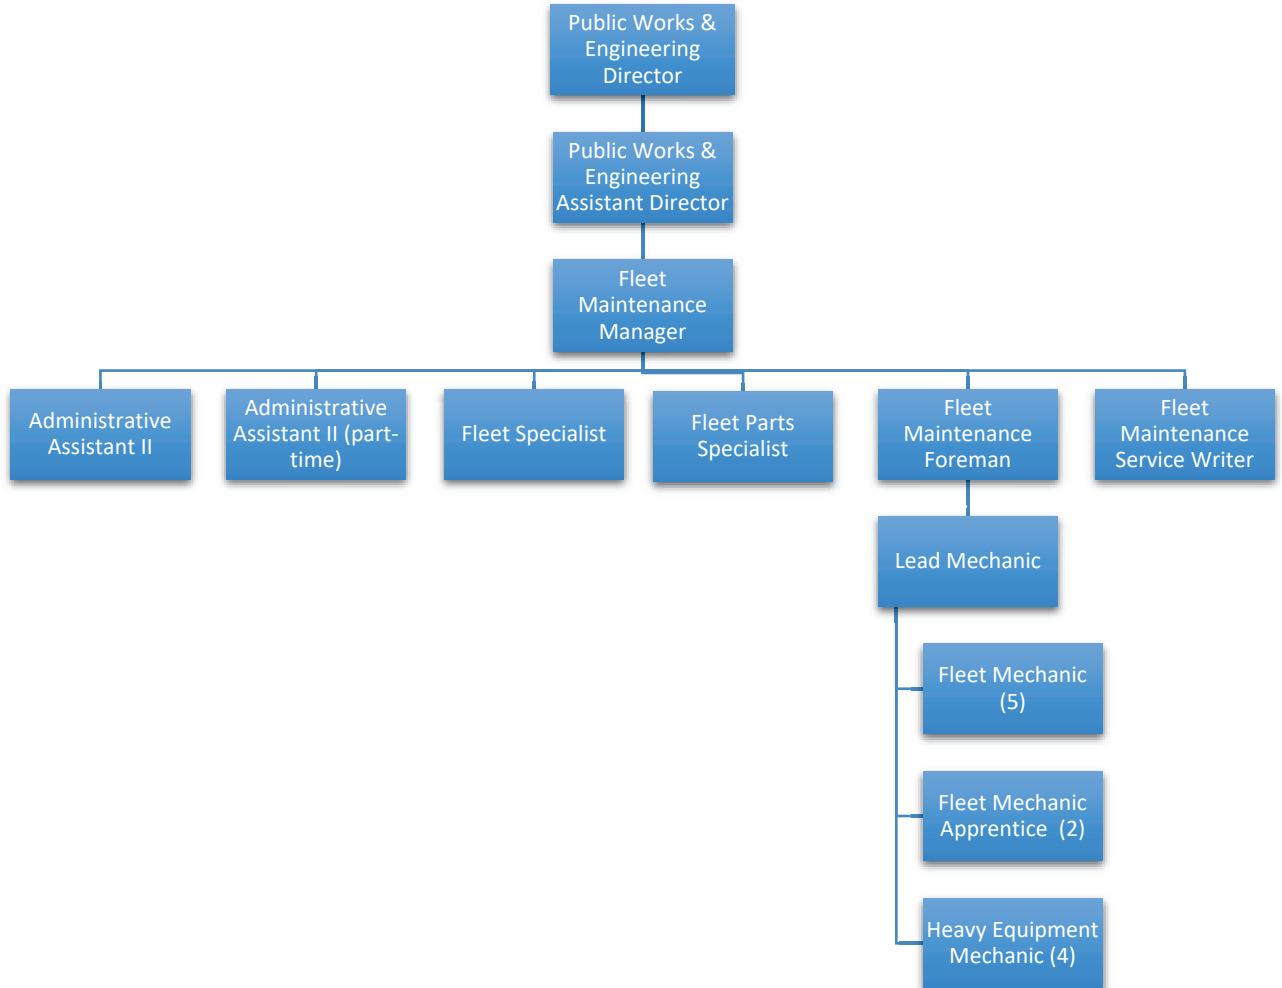 Public Works &
Engineering
Director
Public Works &
Engineering
Assistant Director
Fleet
Maintenance
Manager
Administrative
Assistant II
Administrative
Assistant II (part-
time)
Fleet Specialist
Fleet Parts
Specialist
Fleet
Maintenance
Foreman
Fleet
Maintenance
Service Writer
Lead Mechanic
Fleet Mechanic
(5)
Fleet Mechanic
Apprentice  (2)
Heavy Equipment
Mechanic (4)